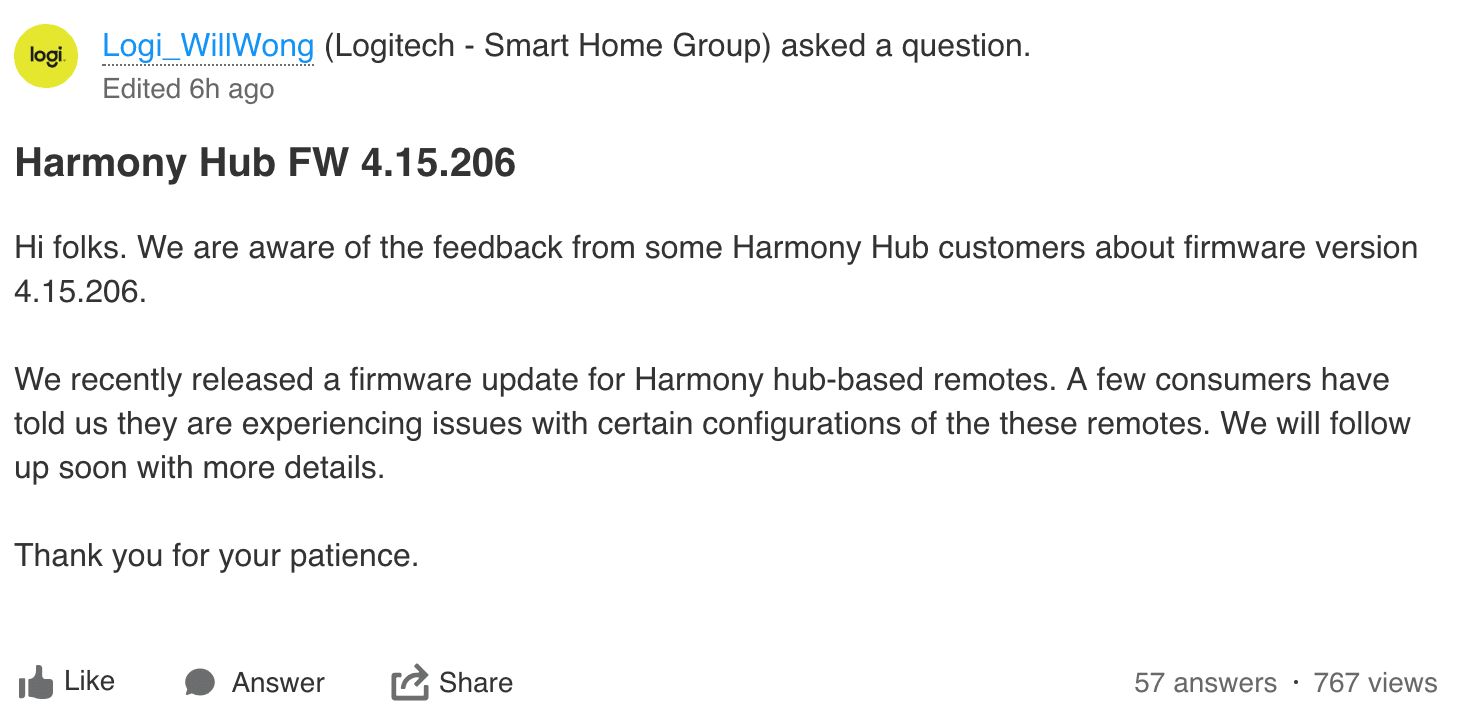 logi
Logi_WillWong (Logitech - Smart Home Group) asked a question.
Edited 6h ago
Harmony Hub FW 4.15.206
Hi folks. We are aware of the feedback from some Harmony Hub customers about firmware version
4.15.206.
We recently released a firmware update for Harmony hub-based remotes. A few consumers have
told us they are experiencing issues with certain configurations of the these remotes. We will follow
up soon with more details.
Thank you for your patience.
Like Answer Share 57 answers · 767 views